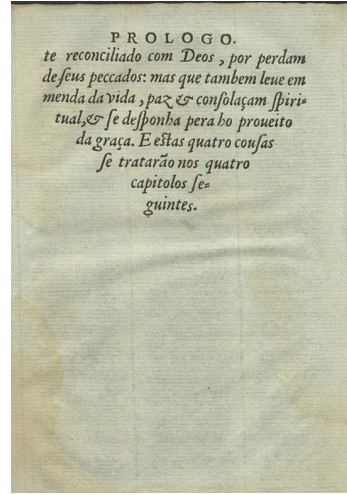 PROLOGO.
te reconciliado com Deos, por perdam
de ſeus peccados: mas que tambem leue em
menda da vida, paz & conſolaçam ſpiri-
tual, & ſe deſponha pera ho proueito
da graça. E eſtas quatro couſas
ſe tratarão nos quatro
capitolos ſe-
guintes.